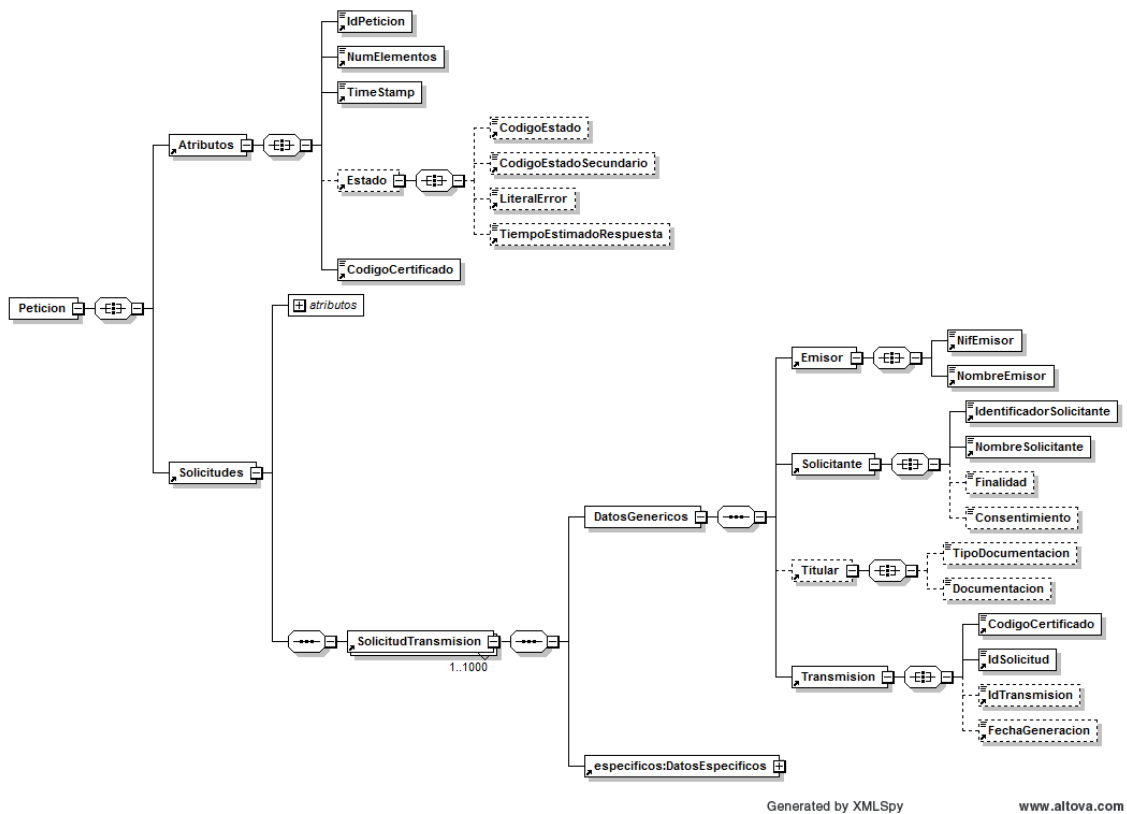 IdPeticion
NumElementos
TimeStamp
Atributos
CodigoEstado
CodigoEstadoSecundario
Estado
LiteralError
TiempoEstimadoRespuesta
CodigoCertificado
Peticion
atributos
Solicitudes
Emisor
NifEmisor
NombreEmisor
IdentificadorSolicitante
NombreSolicitante
Solicitante
Finalidad
Consentimiento
DatosGenericos
TipoDocumentacion
Titular
Documentacion
CodigoCertificado
SolicitudTransmision
1..1000
IdSolicitud
Transmision
IdTransmision
FechaGeneracion
especificos:DatosEspecificos
Generated by XMLSpy
www.altova.com